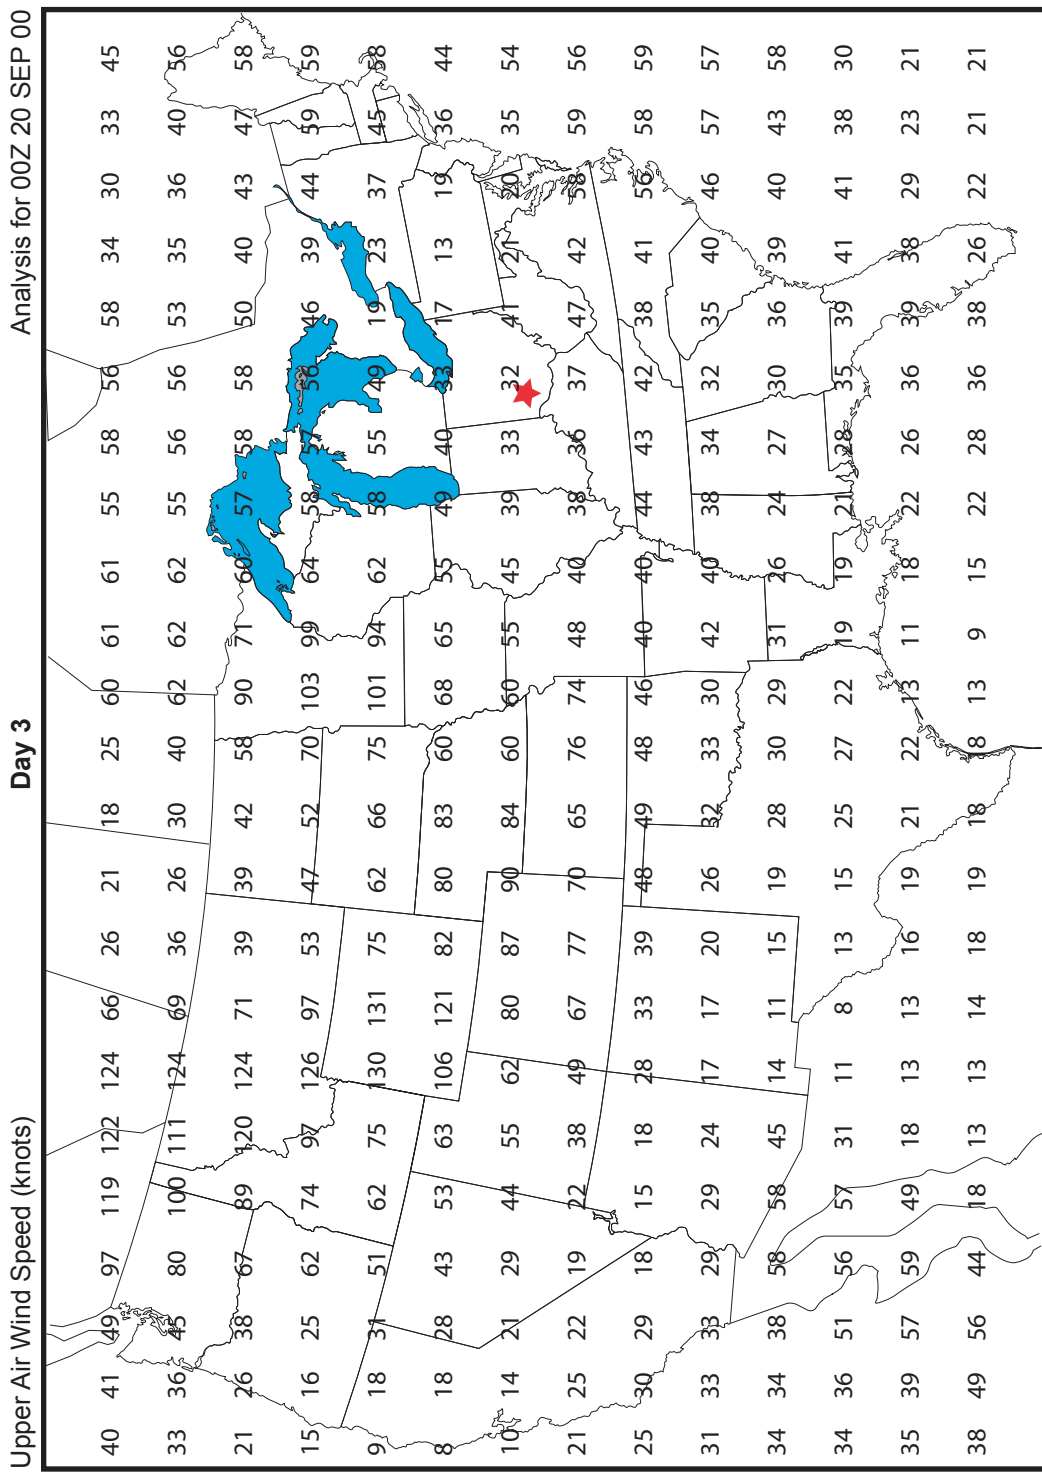 Upper Air Wind Speed (knots) Day 3 Analysis for 00Z 20 SEP 00
40 41 49 97 119 122 124 66 26 21 18 25 60 61 61 55 58 56 58 34 30 33 45
33 36 45 80 100 111 124 69 36 26 30 40 62 62 62 55 56 56 53 35 36 40 56
21 26 38 67 89 120 124 71 39 39 42 58 90 71 60 57 58 58 50 40 43 47 58
15 16 25 62 74 97 126 97 53 47 52 70 103 99 64 58 57 56 46 39 44 59 59
9 18 31 51 62 75 130 131 75 62 66 75 101 94 62 58 55 49 19 23 37 45 58
8 18 28 43 53 63 106 121 82 80 83 60 68 65 55 49 40 33 17 13 19 36 44
10 14 21 29 44 55 62 80 87 90 84 60 60 55 45 39 33 32 41 21 20 35 54
21 25 22 19 22 38 49 67 77 70 65 76 74 48 40 38 36 37 47 42 58 59 56
25 30 29 18 15 18 28 33 39 48 49 48 46 40 40 44 43 42 38 41 56 58 59
31 33 33 29 29 24 17 17 20 26 32 33 30 42 40 38 34 32 35 40 46 57 57
34 34 38 58 58 45 14 11 15 19 28 30 29 31 26 24 27 30 36 39 40 43 58
34 36 51 56 57 31 11 8 13 15 25 27 22 19 19 21 28 35 39 41 41 38 30
35 39 57 59 49 18 13 13 16 19 21 22 13 11 18 22 26 36 39 38 29 23 21
38 49 56 44 18 13 13 14 18 19 18 18 13 9 15 22 28 36 38 26 22 21 21